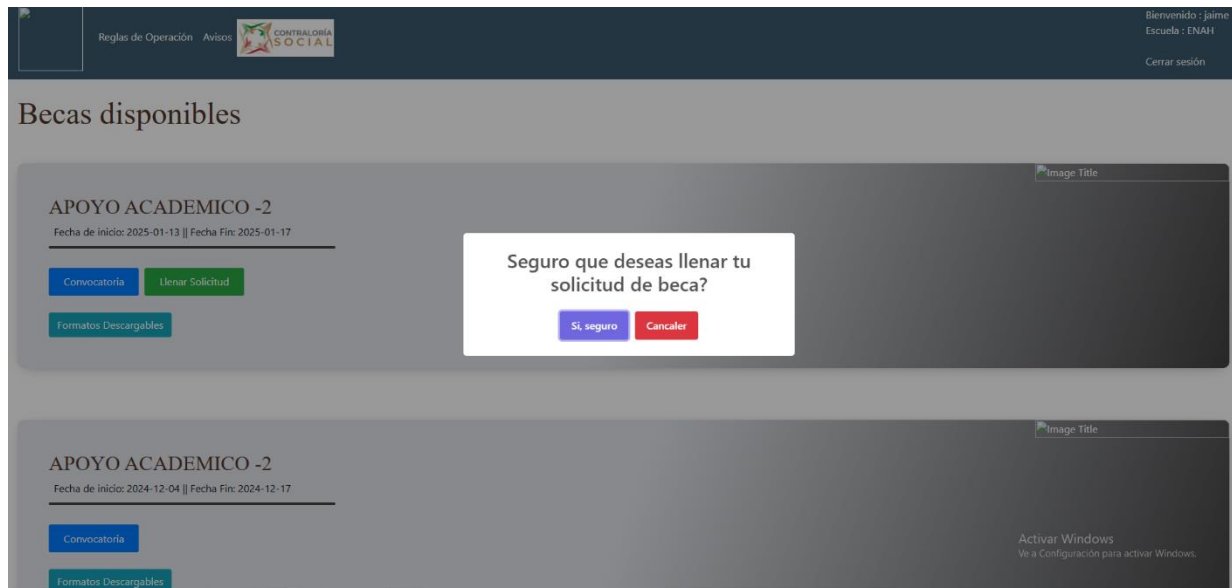 Bienvenido : jaime
Reglas de Operación Avisos CONTRALORÍA SOCIAL
Escuela : ENAH
Cerrar sesión
Becas disponibles
Image Title
APOYO ACADEMICO -2
Fecha de inicio: 2025-01-13 || Fecha Fin: 2025-01-17
Convocatoria Llenar Solicitud
Formatos Descargables
Seguro que deseas llenar tu
solicitud de beca?
Si, seguro Cancaler
Image Title
APOYO ACADEMICO -2
Fecha de inicio: 2024-12-04 || Fecha Fin: 2024-12-17
Convocatoria
Formatos Descargables
Activar Windows
Ve a Configuración para activar Windows.